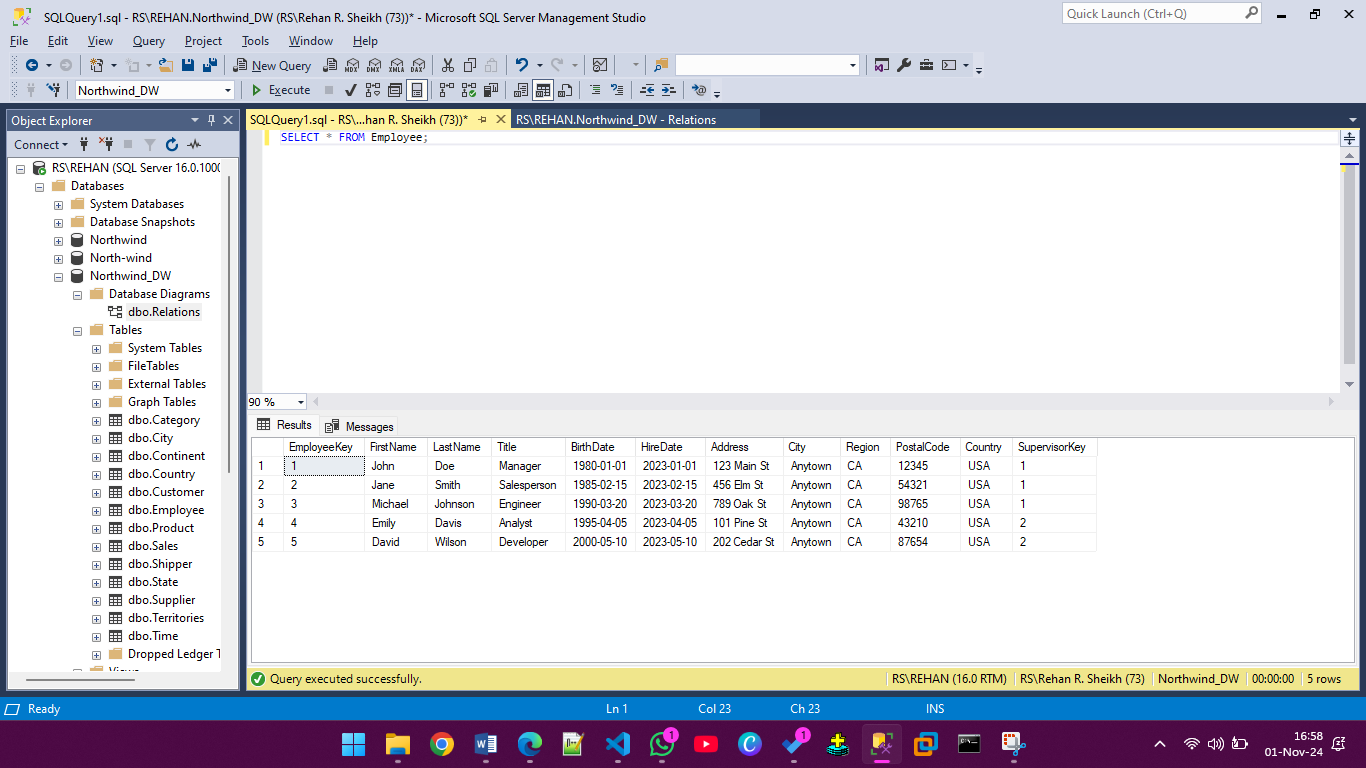 SQLQuery1.sql - RS\REHAN.Northwind_DW (RS\Rehan R. Sheikh (73))* - Microsoft SQL Server Management Studio
Quick Launch (Ctrl+Q)
File Edit View Query Project Tools Window Help
New Query MDX DMX XMLA DAX
Northwind_DW Execute
Object Explorer
SQLQuery1.sql - RS\...han R. Sheikh (73))* RS\REHAN.Northwind_DW - Relations
Connect
SELECT * FROM Employee;
RS\REHAN (SQL Server 16.0.1000
Databases
System Databases
Database Snapshots
Northwind
North-wind
Northwind_DW
Database Diagrams
dbo.Relations
Tables
System Tables
FileTables
External Tables
Graph Tables
dbo.Category
dbo.City
dbo.Continent
dbo.Country
dbo.Customer
dbo.Employee
dbo.Product
dbo.Sales
dbo.Shipper
dbo.State
dbo.Supplier
dbo.Territories
dbo.Time
Dropped Ledger T
Views
90 %
Results Messages
EmployeeKey FirstName LastName Title BirthDate HireDate Address City Region PostalCode Country SupervisorKey
1 1 John Doe Manager 1980-01-01 2023-01-01 123 Main St Anytown CA 12345 USA 1
2 2 Jane Smith Salesperson 1985-02-15 2023-02-15 456 Elm St Anytown CA 54321 USA 1
3 3 Michael Johnson Engineer 1990-03-20 2023-03-20 789 Oak St Anytown CA 98765 USA 1
4 4 Emily Davis Analyst 1995-04-05 2023-04-05 101 Pine St Anytown CA 43210 USA 2
5 5 David Wilson Developer 2000-05-10 2023-05-10 202 Cedar St Anytown CA 87654 USA 2
Query executed successfully. RS\REHAN (16.0 RTM) RS\Rehan R. Sheikh (73) Northwind_DW 00:00:00 5 rows
Ready Ln 1 Col 23 Ch 23 INS
1 1
16:58
01-Nov-24